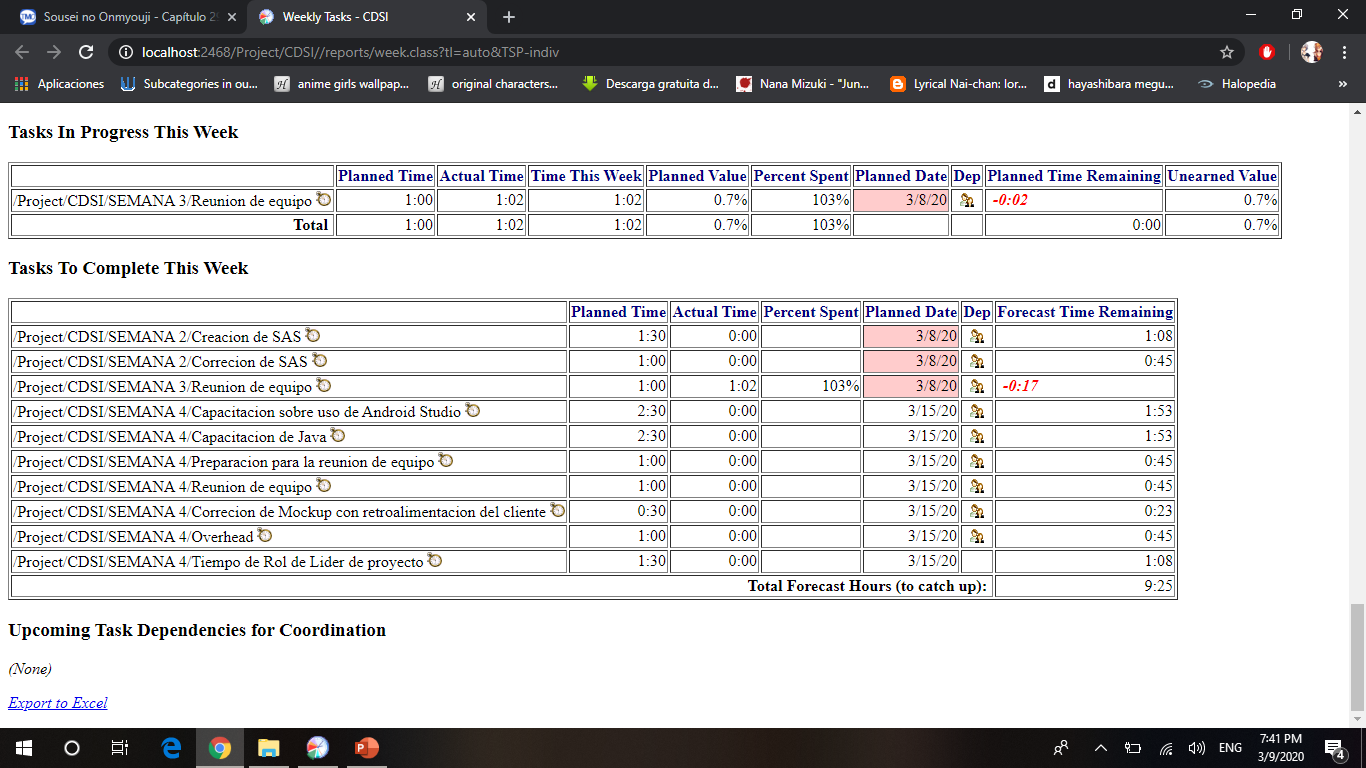 Sousei no Onmyouji - Capítulo 29
Weekly Tasks - CDSI
localhost:2468/Project/CDSI//reports/week.class?tl=auto&TSP-indiv
Aplicaciones Subcategories in ou... anime girls wallpap... original characters... Descarga gratuita d... Nana Mizuki - "Jun... Lyrical Nai-chan: lor... hayashibara megu... Halopedia »
Tasks In Progress This Week
Planned Time Actual Time Time This Week Planned Value Percent Spent Planned Date Dep Planned Time Remaining Unearned Value
/Project/CDSI/SEMANA 3/Reunion de equipo 1:00 1:02 1:02 0.7% 103% 3/8/20 -0:02 0.7%
Total 1:00 1:02 1:02 0.7% 103% 0:00 0.7%
Tasks To Complete This Week
Planned Time Actual Time Percent Spent Planned Date Dep Forecast Time Remaining
/Project/CDSI/SEMANA 2/Creacion de SAS 1:30 0:00 3/8/20 1:08
/Project/CDSI/SEMANA 2/Correcion de SAS 1:00 0:00 3/8/20 0:45
/Project/CDSI/SEMANA 3/Reunion de equipo 1:00 1:02 103% 3/8/20 -0:17
/Project/CDSI/SEMANA 4/Capacitacion sobre uso de Android Studio 2:30 0:00 3/15/20 1:53
/Project/CDSI/SEMANA 4/Capacitacion de Java 2:30 0:00 3/15/20 1:53
/Project/CDSI/SEMANA 4/Preparacion para la reunion de equipo 1:00 0:00 3/15/20 0:45
/Project/CDSI/SEMANA 4/Reunion de equipo 1:00 0:00 3/15/20 0:45
/Project/CDSI/SEMANA 4/Correcion de Mockup con retroalimentacion del cliente 0:30 0:00 3/15/20 0:23
/Project/CDSI/SEMANA 4/Overhead 1:00 0:00 3/15/20 0:45
/Project/CDSI/SEMANA 4/Tiempo de Rol de Lider de proyecto 1:30 0:00 3/15/20 1:08
Total Forecast Hours (to catch up): 9:25
Upcoming Task Dependencies for Coordination
(None)
Export to Excel
ENG
7:41 PM
3/9/2020
4